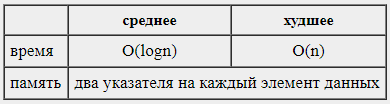 среднее худшее
время O(logn) O(n)
память два указателя на каждый элемент данных